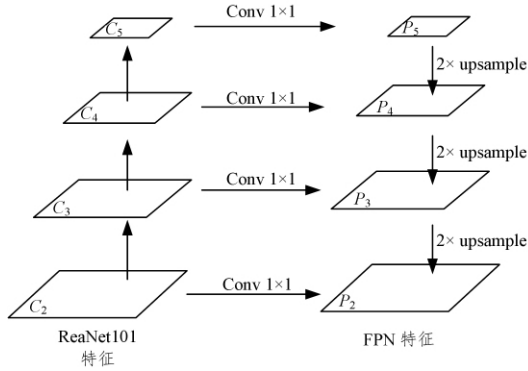 C5 Conv 1×1 P5
2× upsample
C4 Conv 1×1 P4
2× upsample
C3 Conv 1×1 P3
2× upsample
C2 Conv 1×1 P2
ReaNet101 FPN 特征
特征